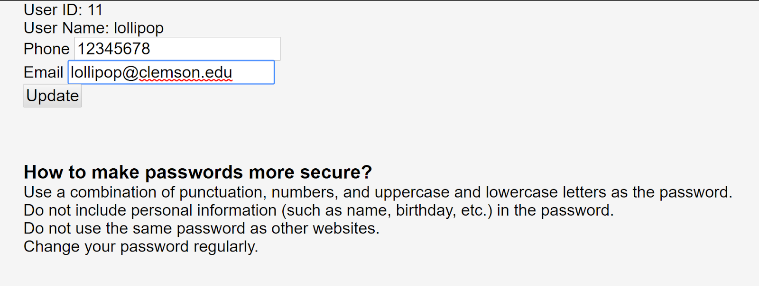 User ID: 11
User Name: lollipop
Phone 12345678
Email lollipop@clemson.edu
Update
How to make passwords more secure?
Use a combination of punctuation, numbers, and uppercase and lowercase letters as the password.
Do not include personal information (such as name, birthday, etc.) in the password.
Do not use the same password as other websites.
Change your password regularly.